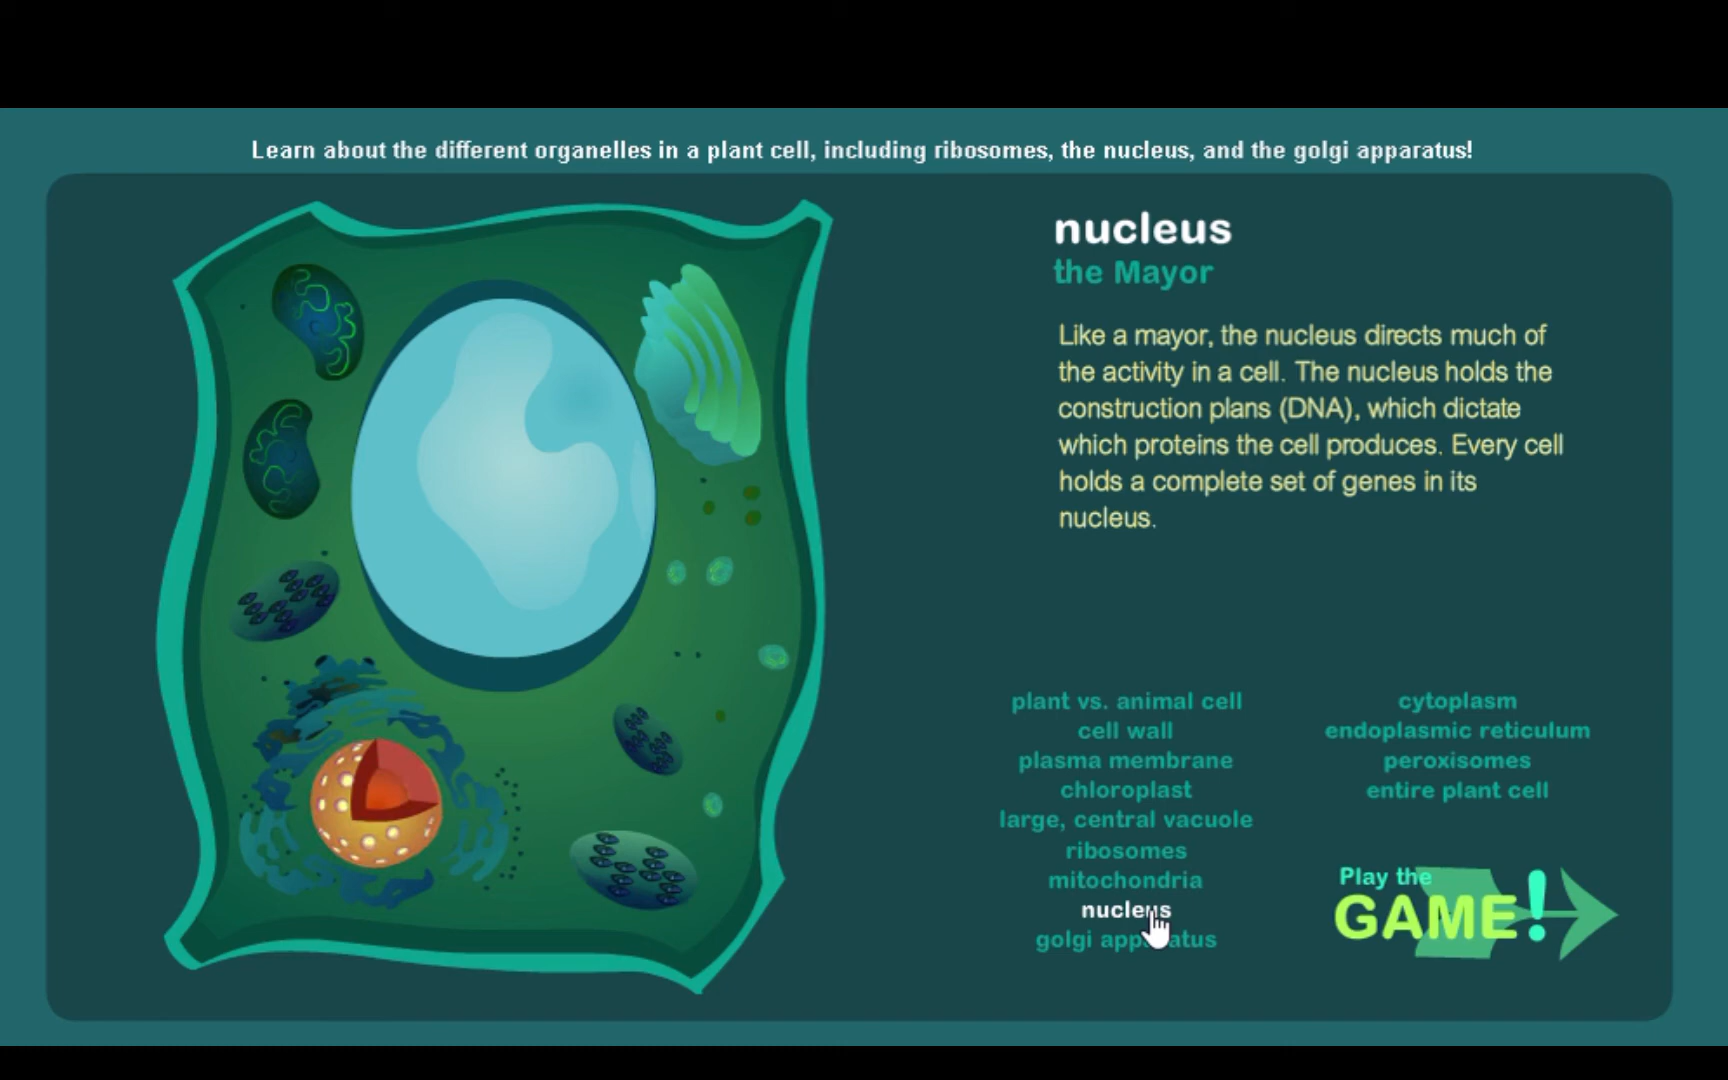 Learn about the different organelles in a plant cell, including ribosomes, the nucleus, and the golgi apparatus!
nucleus
the Mayor
Like a mayor, the nucleus directs much of
the activity in a cell. The nucleus holds the
construction plans (DNA), which dictate
which proteins the cell produces. Every cell
holds a complete set of genes in its
nucleus.
plant vs. animal cell
cell wall
plasma membrane
chloroplast
large, central vacuole
ribosomes
mitochondria
nucleus
golgi apparatus
cytoplasm
endoplasmic reticulum
peroxisomes
entire plant cell
Play the
GAME!